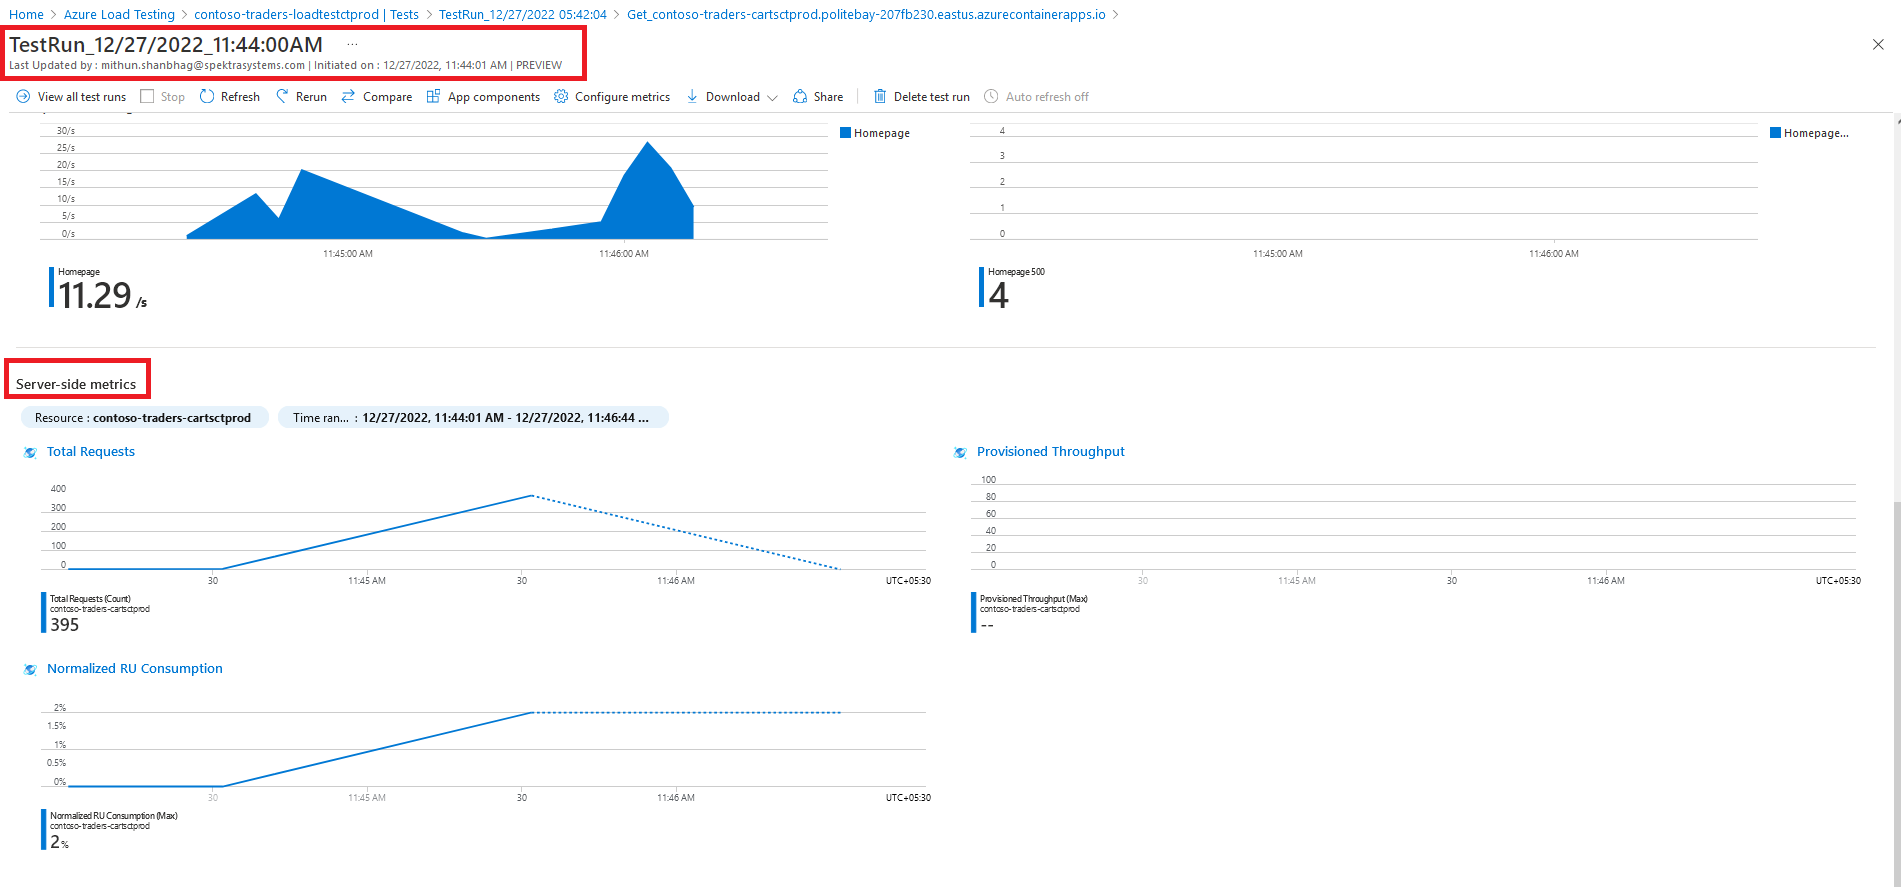 Home > Azure Load Testing > contoso-traders-loadtestctprod | Tests > TestRun_12/27/2022 05:42:04 > Get_contoso-traders-cartsctprod.politebay-207fb230.eastus.azurecontainerapps.io >
TestRun_12/27/2022_11:44:00AM ...
Last Updated by : mithun.shanbhag@spektrasystems.com | Initiated on : 12/27/2022, 11:44:01 AM | PREVIEW
View all test runs Stop Refresh Rerun Compare App components Configure metrics Download Share Delete test run Auto refresh off
30/s
25/s
20/s
15/s
10/s
5/s
0/s
11:45:00 AM 11:46:00 AM
Homepage
Homepage
11.29 /s
4
3
2
1
0
11:45:00 AM 11:46:00 AM
Homepage...
Homepage 500
4
Server-side metrics
Resource : contoso-traders-cartsctprod Time ran... : 12/27/2022, 11:44:01 AM - 12/27/2022, 11:46:44 ...
Total Requests
400
300
200
100
0
30 11:45 AM 30 11:46 AM UTC+05:30
Total Requests (Count)
contoso-traders-cartsctprod
395
Provisioned Throughput
100
80
60
40
20
0
30 11:45 AM 30 11:46 AM UTC+05:30
Provisioned Throughput (Max)
contoso-traders-cartsctprod
--
Normalized RU Consumption
2%
1.5%
1%
0.5%
0%
30 11:45 AM 30 11:46 AM UTC+05:30
Normalized RU Consumption (Max)
contoso-traders-cartsctprod
2%